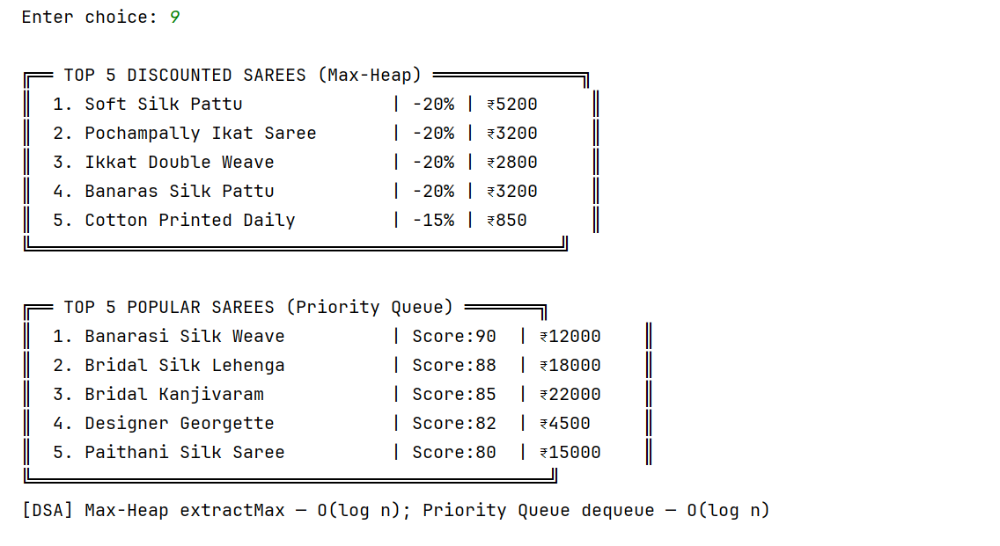 Enter choice: 9
╔══ TOP 5 DISCOUNTED SAREES (Max-Heap) ══════════════╗
║  1. Soft Silk Pattu              | -20% | ₹5200     ║
║  2. Pochampally Ikat Saree       | -20% | ₹3200     ║
║  3. Ikkat Double Weave           | -20% | ₹2800     ║
║  4. Banaras Silk Pattu           | -20% | ₹3200     ║
║  5. Cotton Printed Daily         | -15% | ₹850      ║
╚══════════════════════════════════════════════════╝
╔══ TOP 5 POPULAR SAREES (Priority Queue) ═══════╗
║  1. Banarasi Silk Weave          | Score:90  | ₹12000    ║
║  2. Bridal Silk Lehenga          | Score:88  | ₹18000    ║
║  3. Bridal Kanjivaram            | Score:85  | ₹22000    ║
║  4. Designer Georgette           | Score:82  | ₹4500     ║
║  5. Paithani Silk Saree          | Score:80  | ₹15000    ║
╚═════════════════════════════════════════════════╝
[DSA] Max-Heap extractMax — O(log n); Priority Queue dequeue — O(log n)